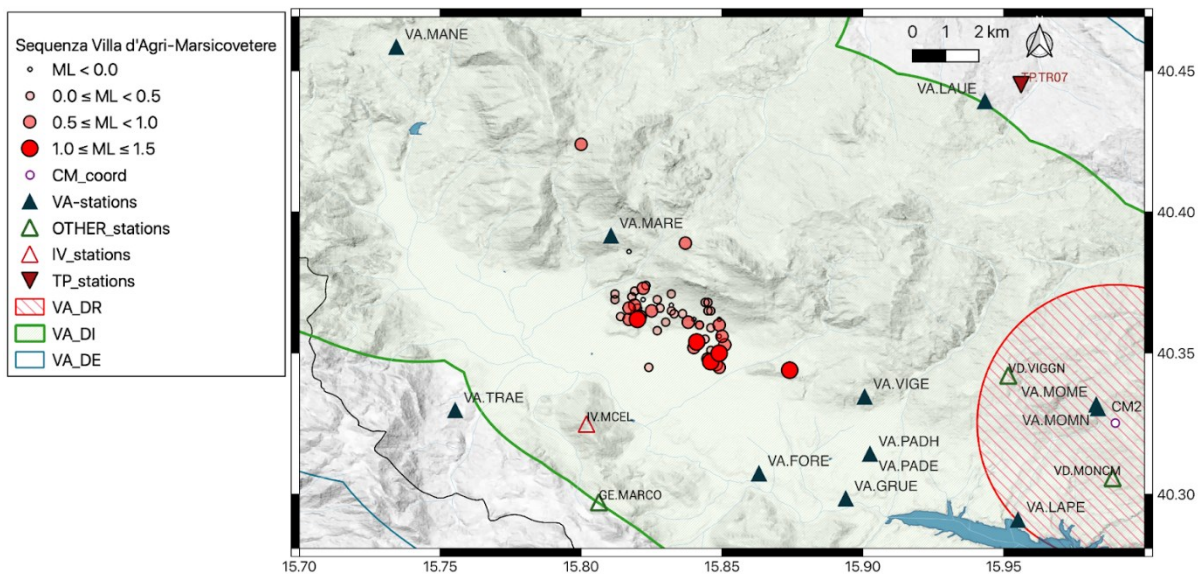 Sequenza Villa d'Agri-Marsicovetere
ML < 0.0
0.0 ≤ ML < 0.5
0.5 ≤ ML < 1.0
1.0 ≤ ML ≤ 1.5
CM_coord
VA-stations
OTHER_stations
IV_stations
TP_stations
VA_DR
VA_DI
VA_DE
VA.MANE
0 1 2 km
TP.TR07
VA.LAUE
40.45
VA.MARE
40.40
40.35
VD.VIGGN
VA.VIGE
VA.MOME
VA.TRAE
CM2
IV.MCEL
VA.MOMN
VA.PADH
VA.FORE
VA.PADE
VD.MONCM
VA.GRUE
GE.MARCO
40.30
VA.LAPE
15.70 15.75 15.80 15.85 15.90 15.95